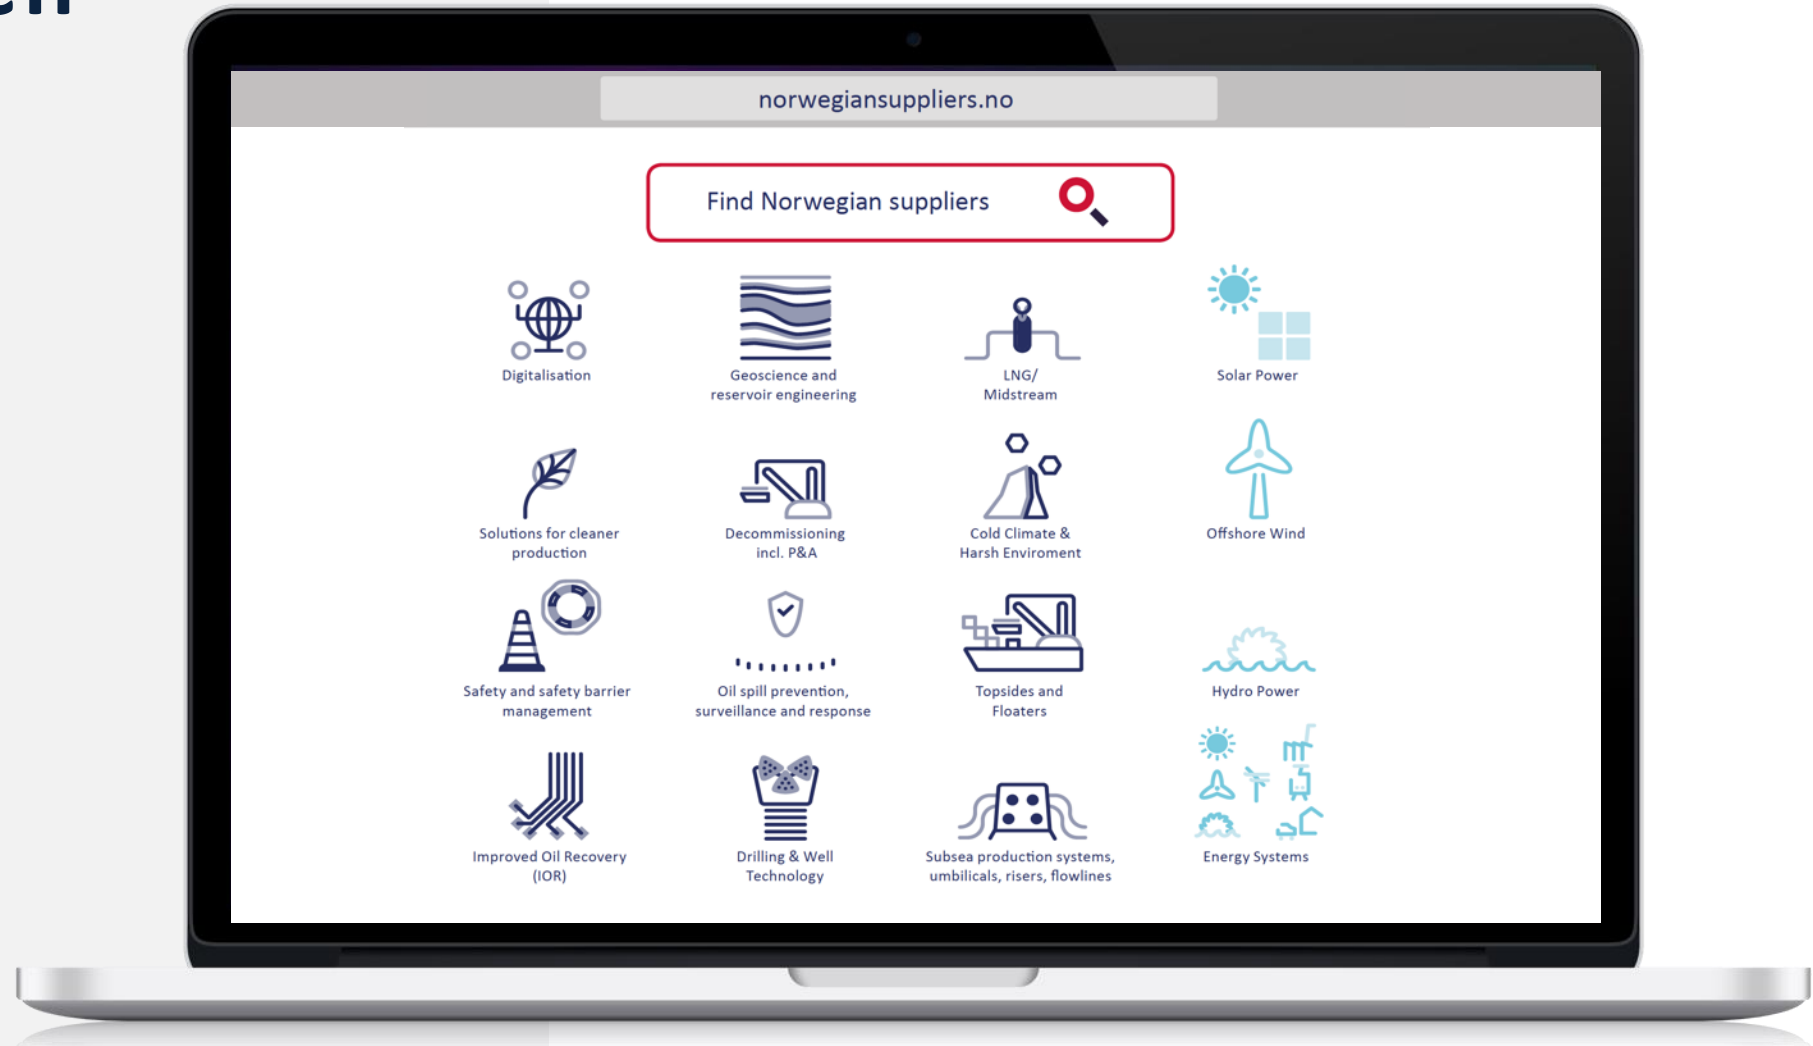 norwegiansuppliers.no
Find Norwegian suppliers
Digitalisation
Geoscience and
reservoir engineering
LNG/
Midstream
Solar Power
Solutions for cleaner
production
Decommissioning
incl. P&A
Cold Climate &
Harsh Enviroment
Offshore Wind
Safety and safety barrier
management
Oil spill prevention,
surveillance and response
Topsides and
Floaters
Hydro Power
Improved Oil Recovery
(IOR)
Drilling & Well
Technology
Subsea production systems,
umbilicals, risers, flowlines
Energy Systems